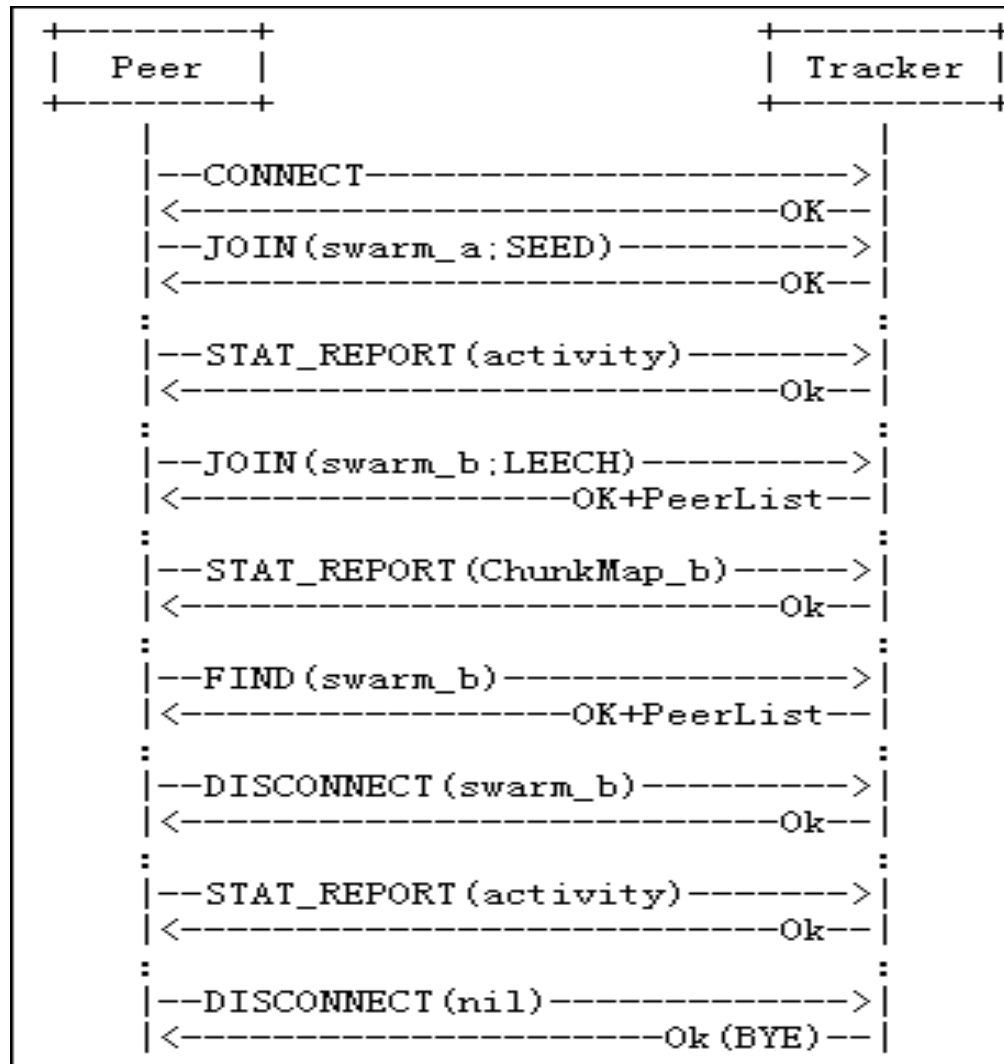 Peer Tracker
CONNECT
OK
JOIN(swarm_a;SEED)
OK
STAT_REPORT(activity)
Ok
JOIN(swarm_b;LEECH)
OK+PeerList
STAT_REPORT(ChunkMap_b)
Ok
FIND(swarm_b)
OK+PeerList
DISCONNECT(swarm_b)
Ok
STAT_REPORT(activity)
Ok
DISCONNECT(nil)
Ok(BYE)